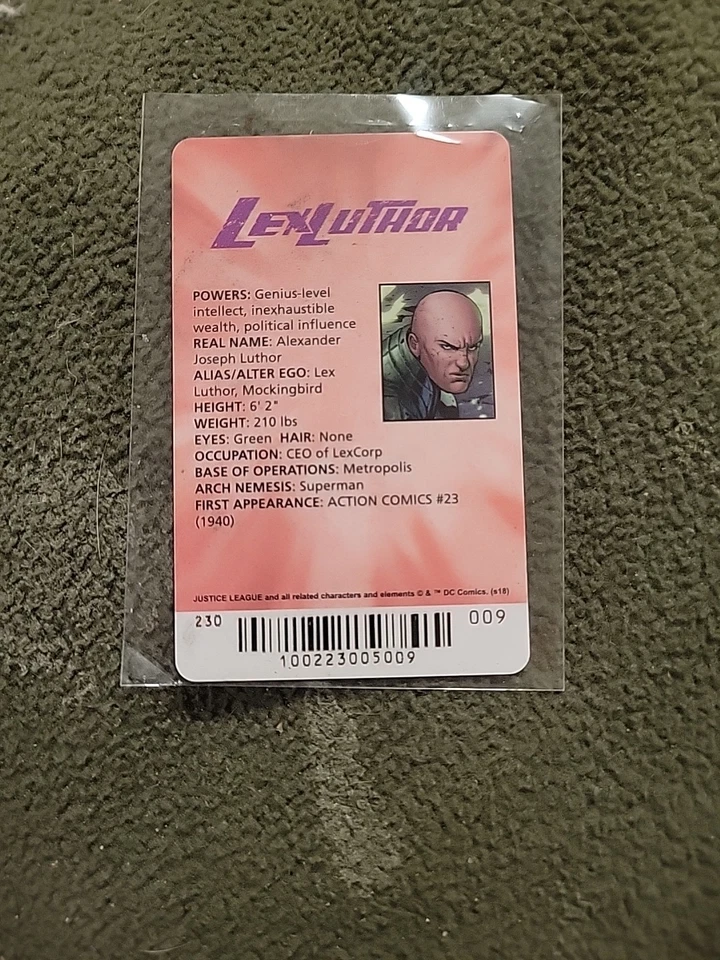 LEX LUTHOR
POWERS: Genius-level
intellect, inexhaustible
wealth, political influence
REAL NAME: Alexander
Joseph Luthor
ALIAS/ALTER EGO: Lex
Luthor, Mockingbird
HEIGHT: 6' 2"
WEIGHT: 210 lbs
EYES: Green HAIR: None
OCCUPATION: CEO of LexCorp
BASE OF OPERATIONS: Metropolis
ARCH NEMESIS: Superman
FIRST APPEARANCE: ACTION COMICS #23
(1940)
JUSTICE LEAGUE and all related characters and elements © & ™ DC Comics. (s18)
230
009
100223005009